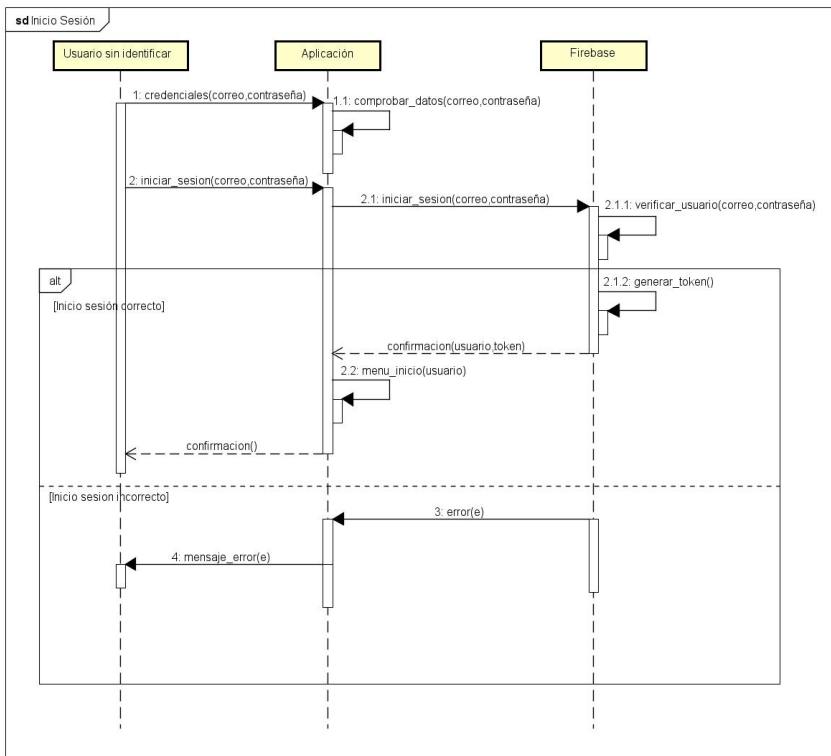 sd Inicio Sesión
Usuario sin identificar
Aplicación
Firebase
1: credenciales(correo,contraseña)
1.1: comprobar_datos(correo,contraseña)
2: iniciar_sesion(correo,contraseña)
2.1: iniciar_sesion(correo,contraseña)
2.1.1: verificar_usuario(correo,contraseña)
alt
[Inicio sesión correcto]
2.1.2: generar_token()
confirmacion(usuario,token)
2.2: menu_inicio(usuario)
confirmacion()
[Inicio sesion incorrecto]
3: error(e)
4: mensaje_error(e)